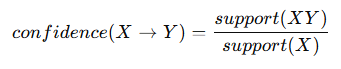 confidence(X → Y) = support(XY) / support(X)